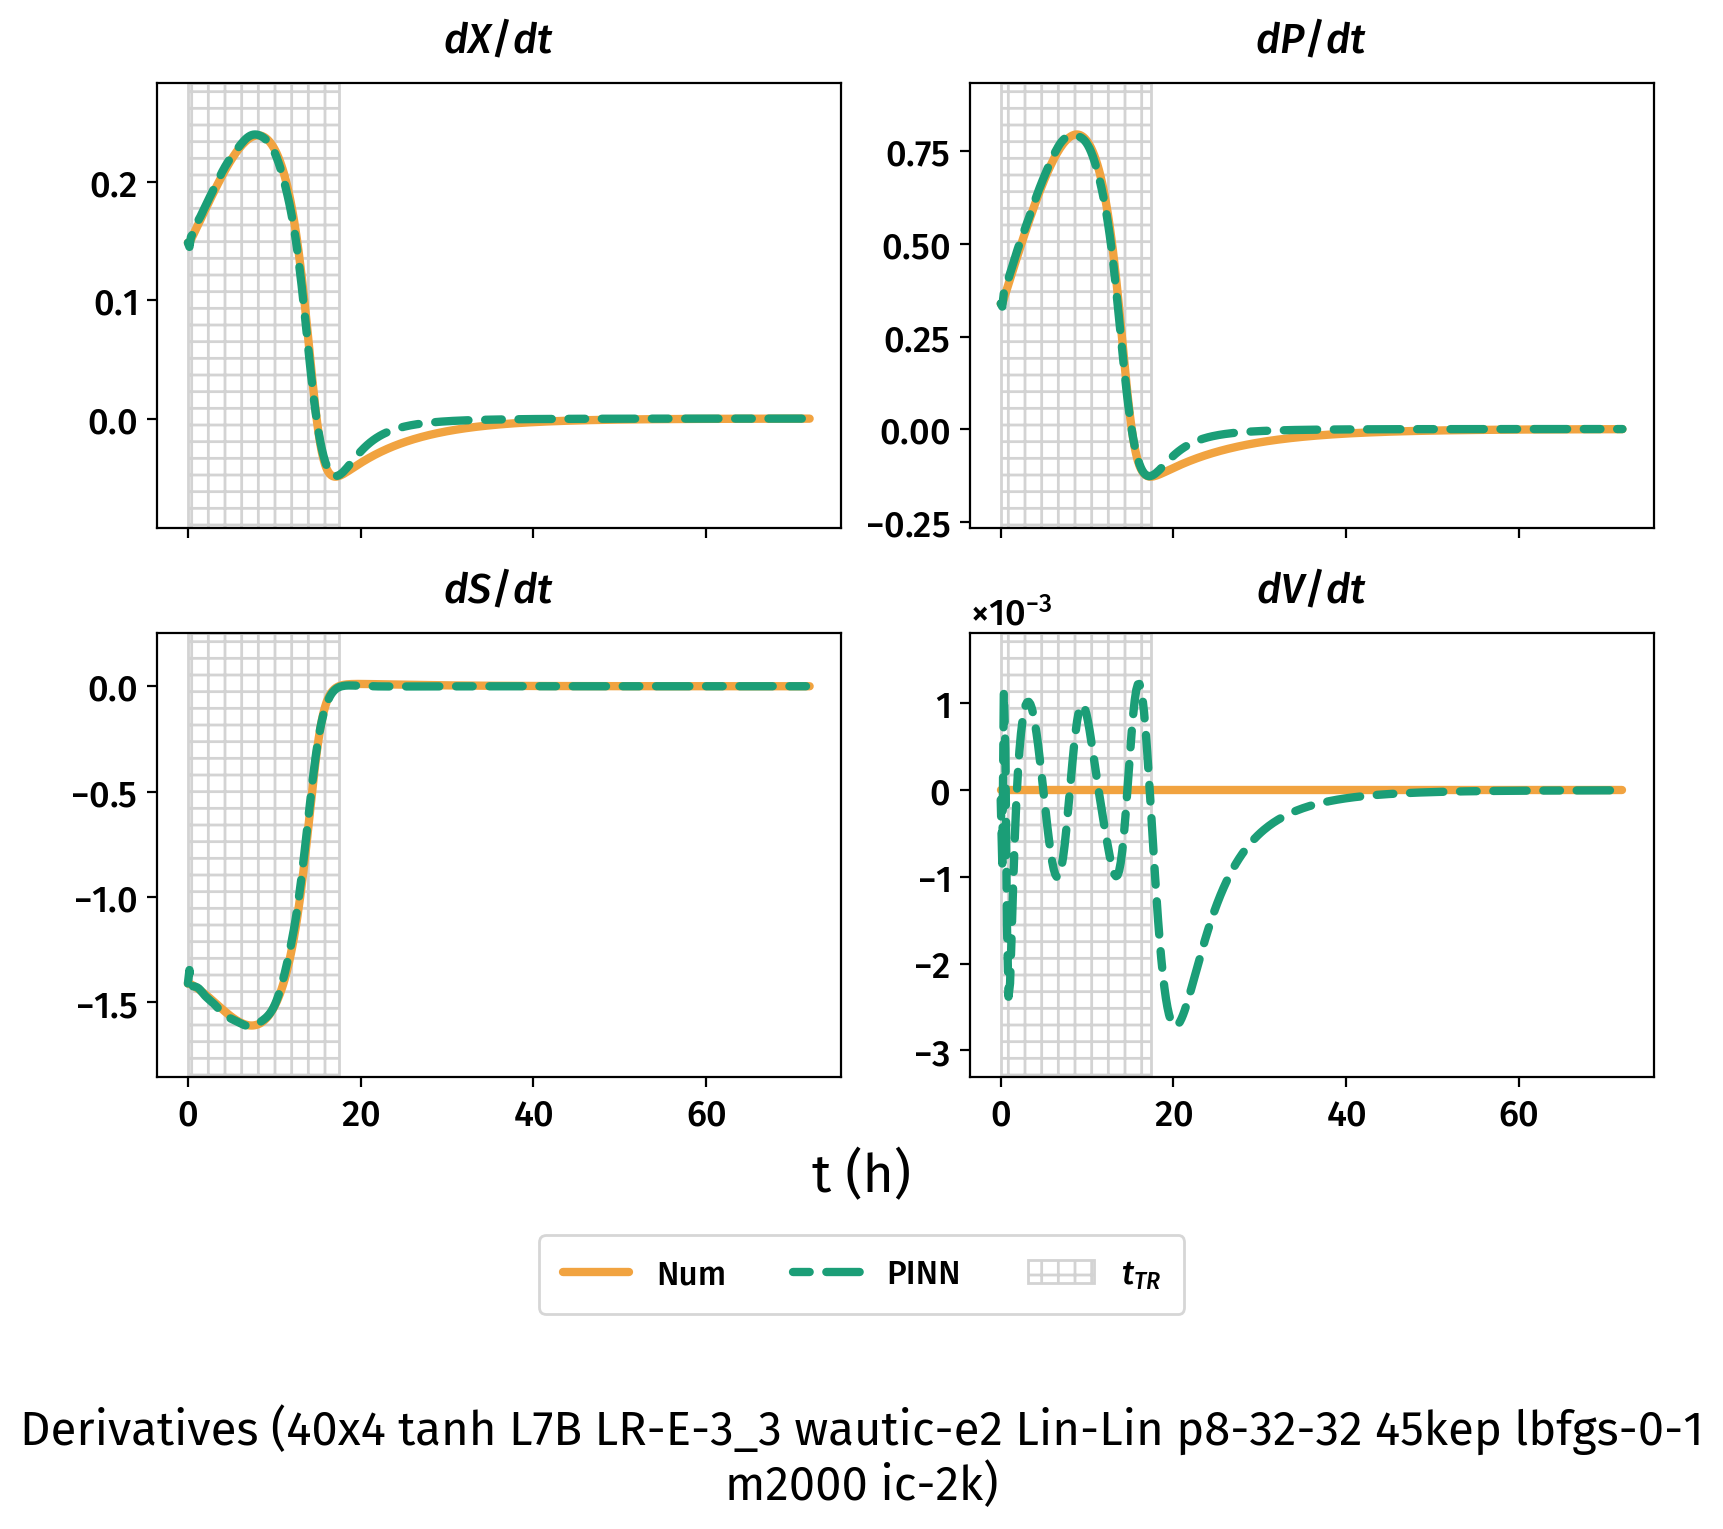 dX/dt
dP/dt
0.2
0.1
0.0
0.75
0.50
0.25
0.00
−0.25
dS/dt
dV/dt
×10⁻³
0.0
−0.5
−1.0
−1.5
1
0
−1
−2
−3
0 20 40 60
0 20 40 60
t (h)
Num PINN t_TR
Derivatives (40x4 tanh L7B LR-E-3_3 wautic-e2 Lin-Lin p8-32-32 45kep lbfgs-0-1
m2000 ic-2k)